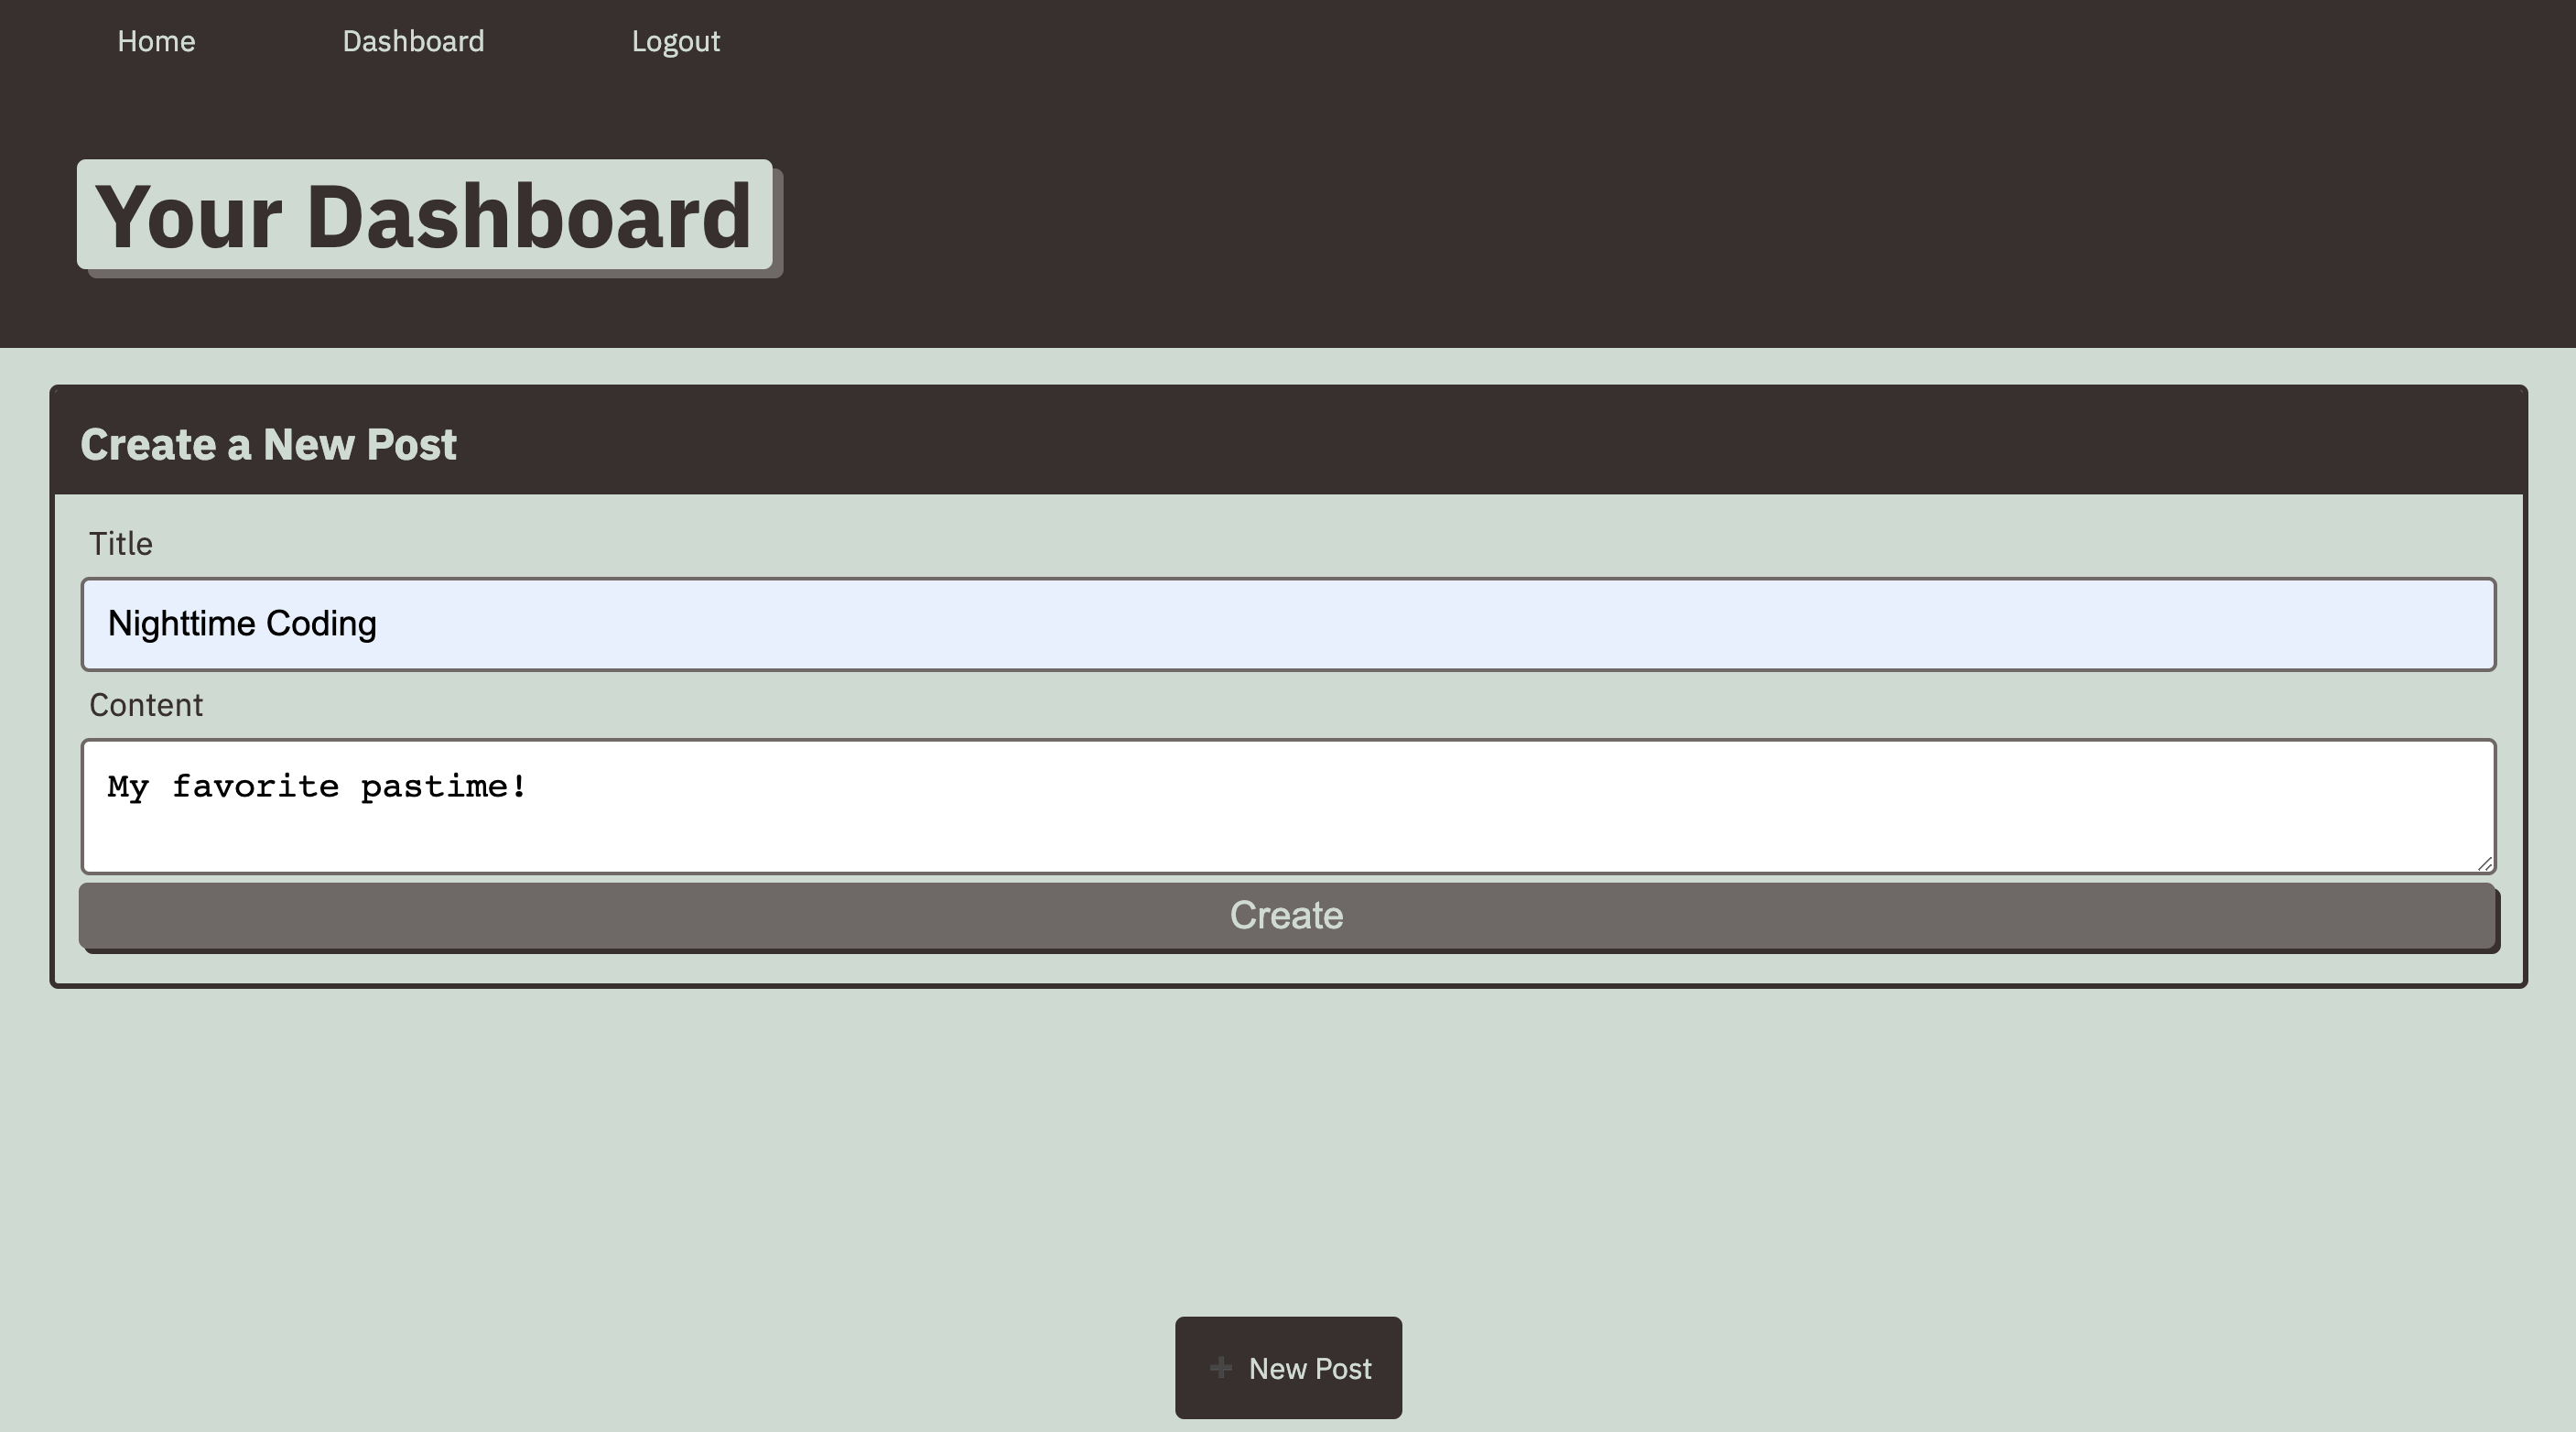 Home Dashboard Logout
Your Dashboard
Create a New Post
Title
Nighttime Coding
Content
My favorite pastime!
Create
➕ New Post